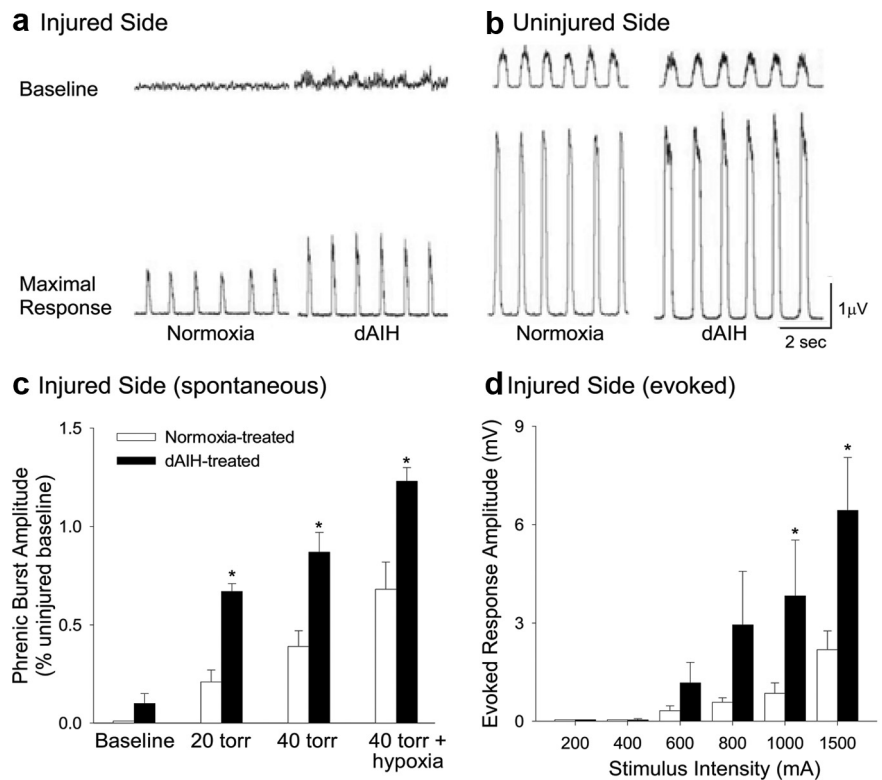 a Injured Side
b Uninjured Side
Baseline
Maximal
Response
Normoxia
dAIH
Normoxia
dAIH
1μV
2 sec
c Injured Side (spontaneous)
Phrenic Burst Amplitude
(% uninjured baseline)
1.5
1.0
0.5
0.0
Normoxia-treated
dAIH-treated
*
*
*
Baseline
20 torr
40 torr
40 torr +
hypoxia
d Injured Side (evoked)
Evoked Response Amplitude (mV)
9
6
3
0
*
*
200
400
600
800
1000
1500
Stimulus Intensity (mA)